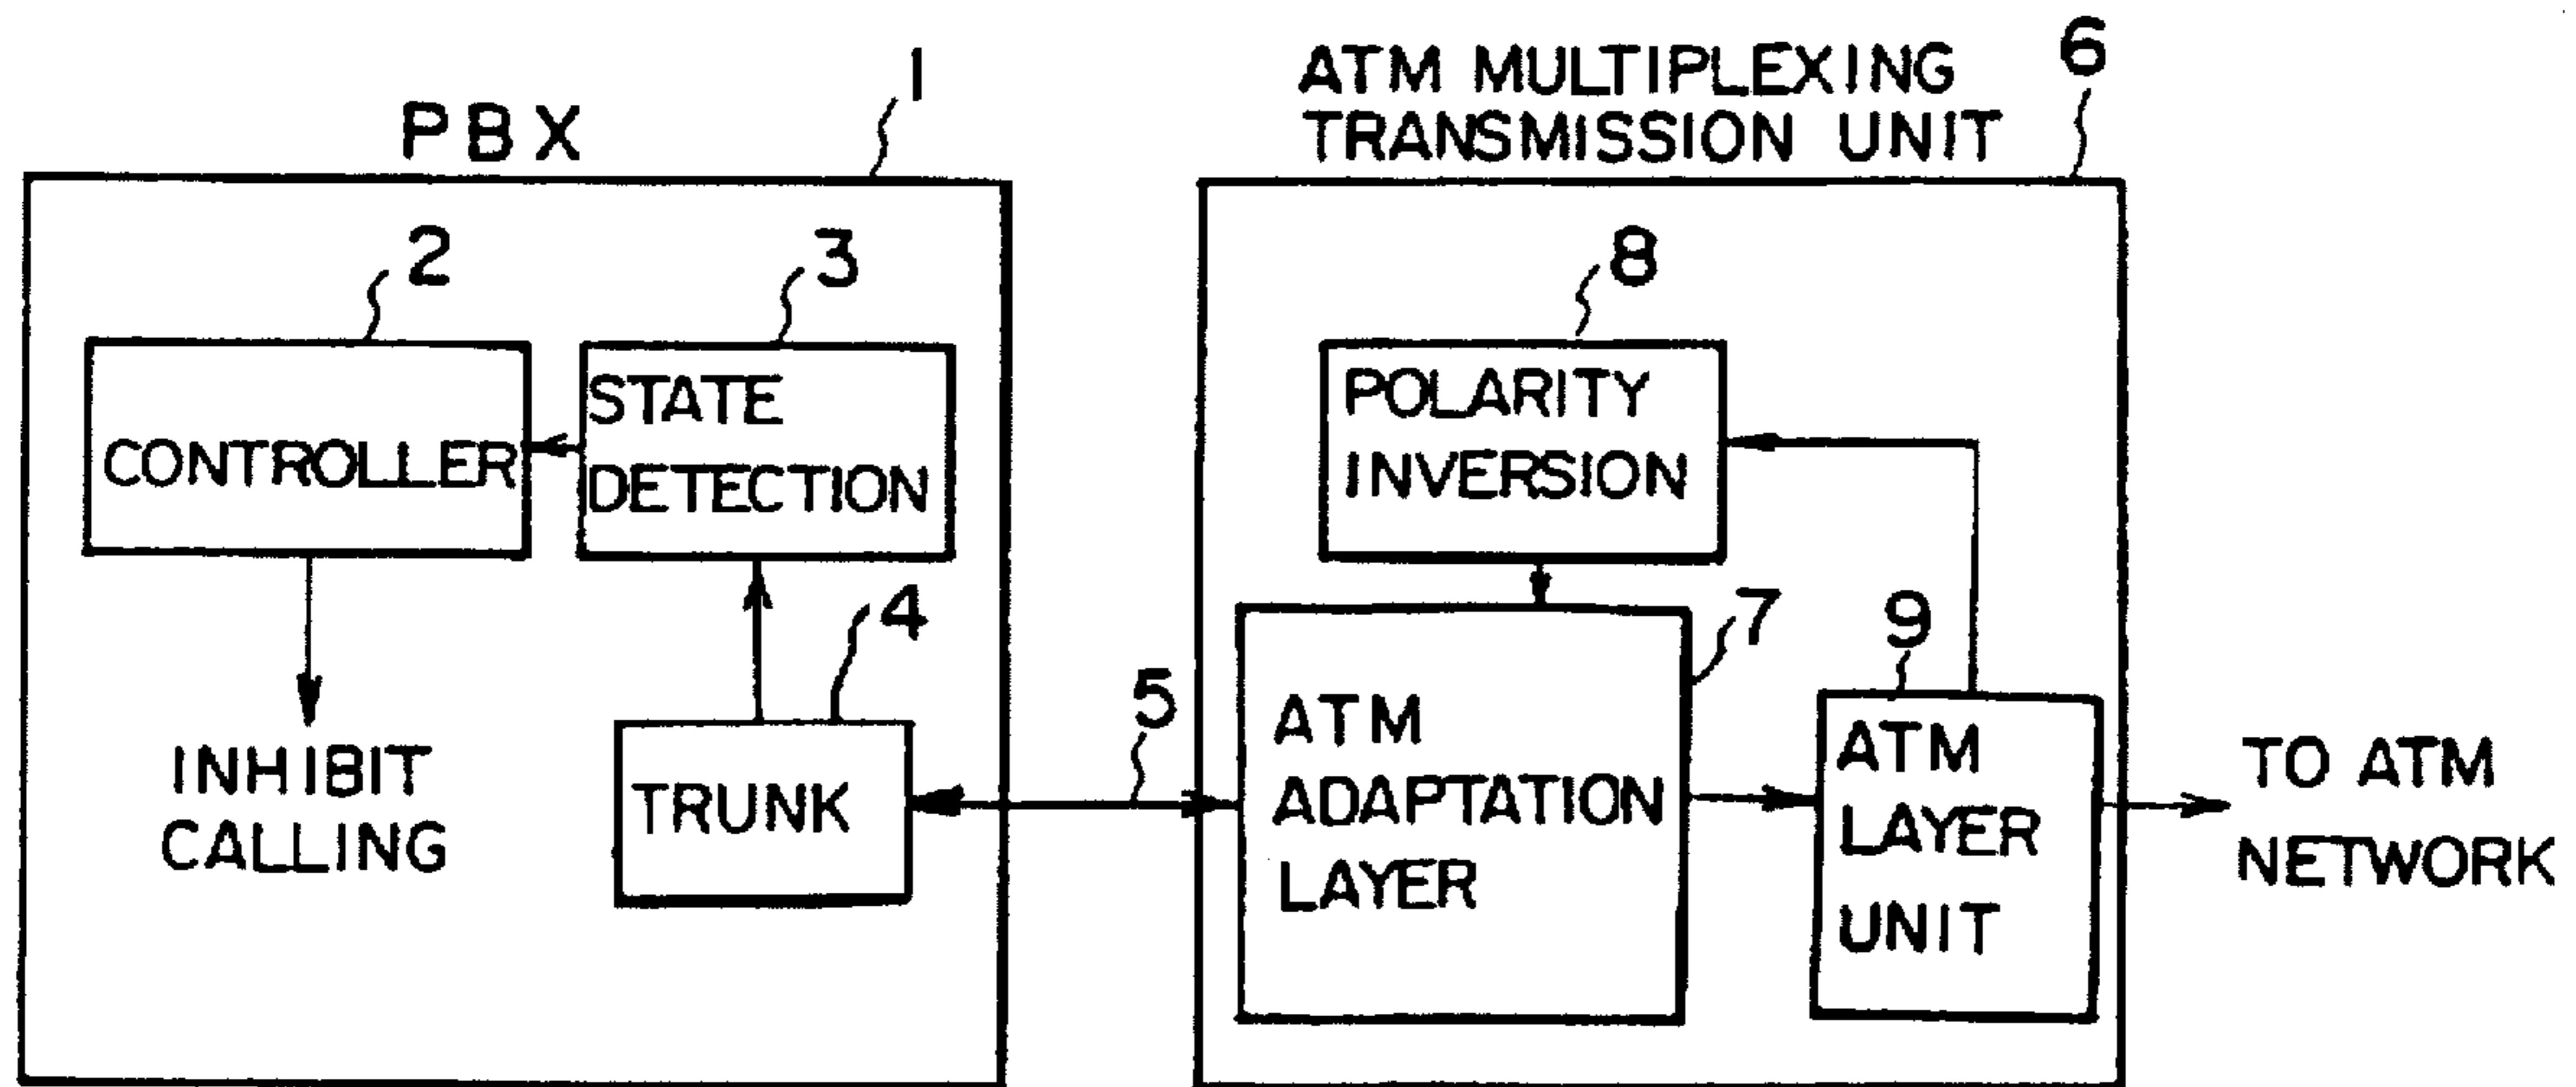 PBX
1
ATM MULTIPLEXING
TRANSMISSION UNIT
6
2
CONTROLLER
3
STATE
DETECTION
INHIBIT
CALLING
4
TRUNK
5
8
POLARITY
INVERSION
7
ATM
ADAPTATION
LAYER
9
ATM
LAYER
UNIT
TO ATM
NETWORK